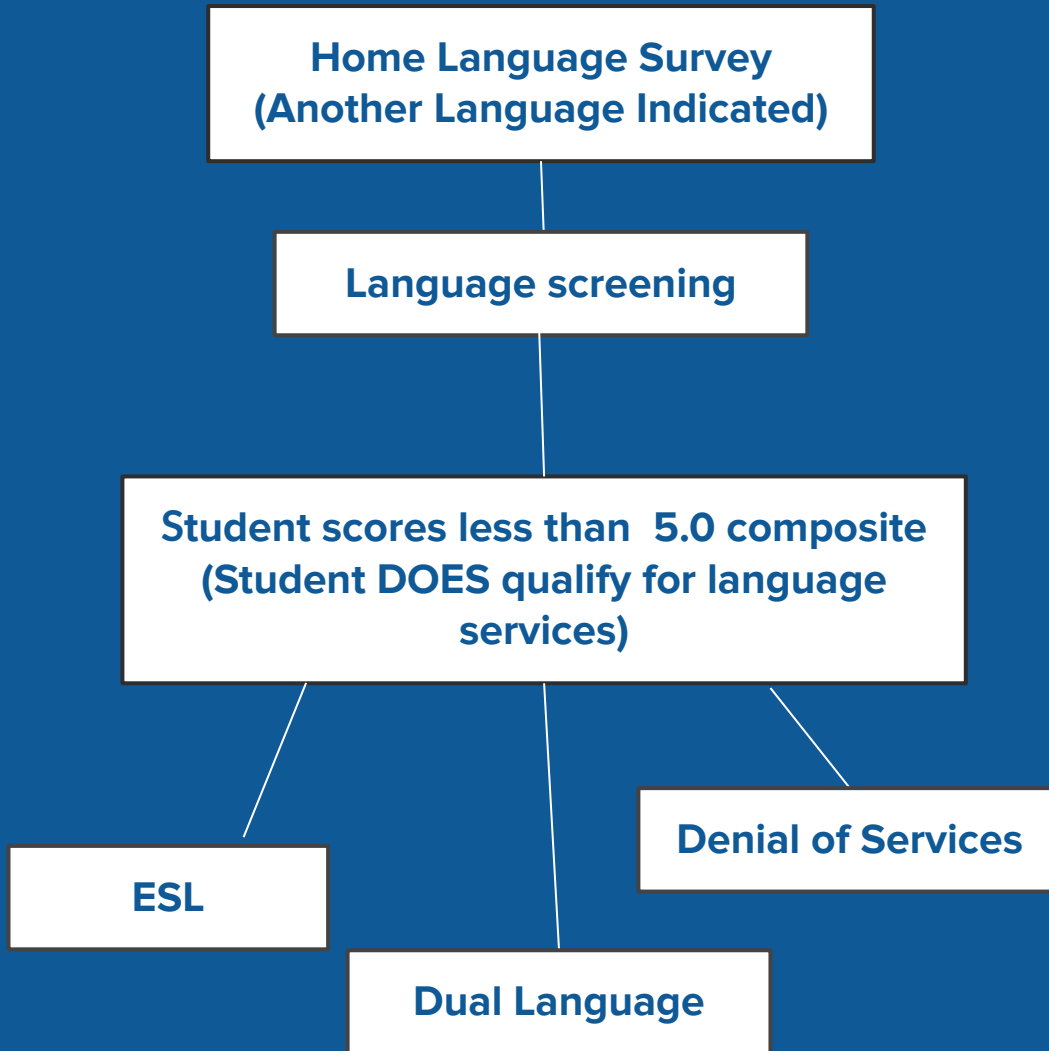 Home Language Survey
(Another Language Indicated)
Language screening
Student scores less than  5.0 composite
(Student DOES qualify for language
services)
Denial of Services
ESL
Dual Language